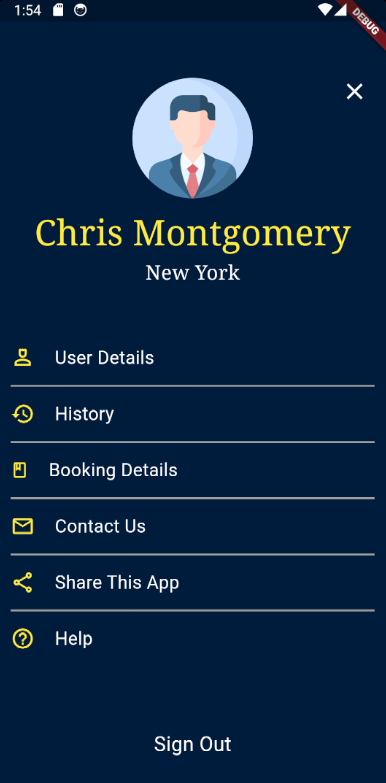 1:54
DEBUG
Chris Montgomery
New York
User Details
History
Booking Details
Contact Us
Share This App
Help
Sign Out